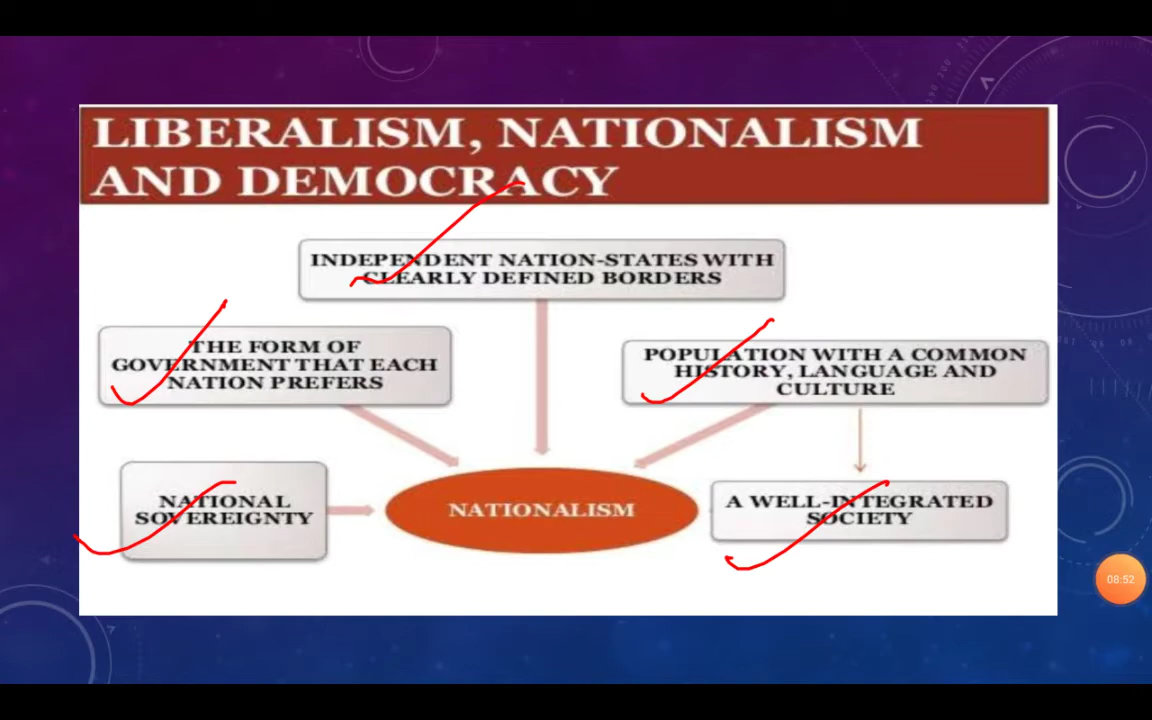 LIBERALISM, NATIONALISM
AND DEMOCRACY
INDEPENDENT NATION-STATES WITH
CLEARLY DEFINED BORDERS
THE FORM OF
GOVERNMENT THAT EACH
NATION PREFERS
POPULATION WITH A COMMON
HISTORY, LANGUAGE AND
CULTURE
NATIONAL
SOVEREIGNTY
NATIONALISM
A WELL-INTEGRATED
SOCIETY
08:52